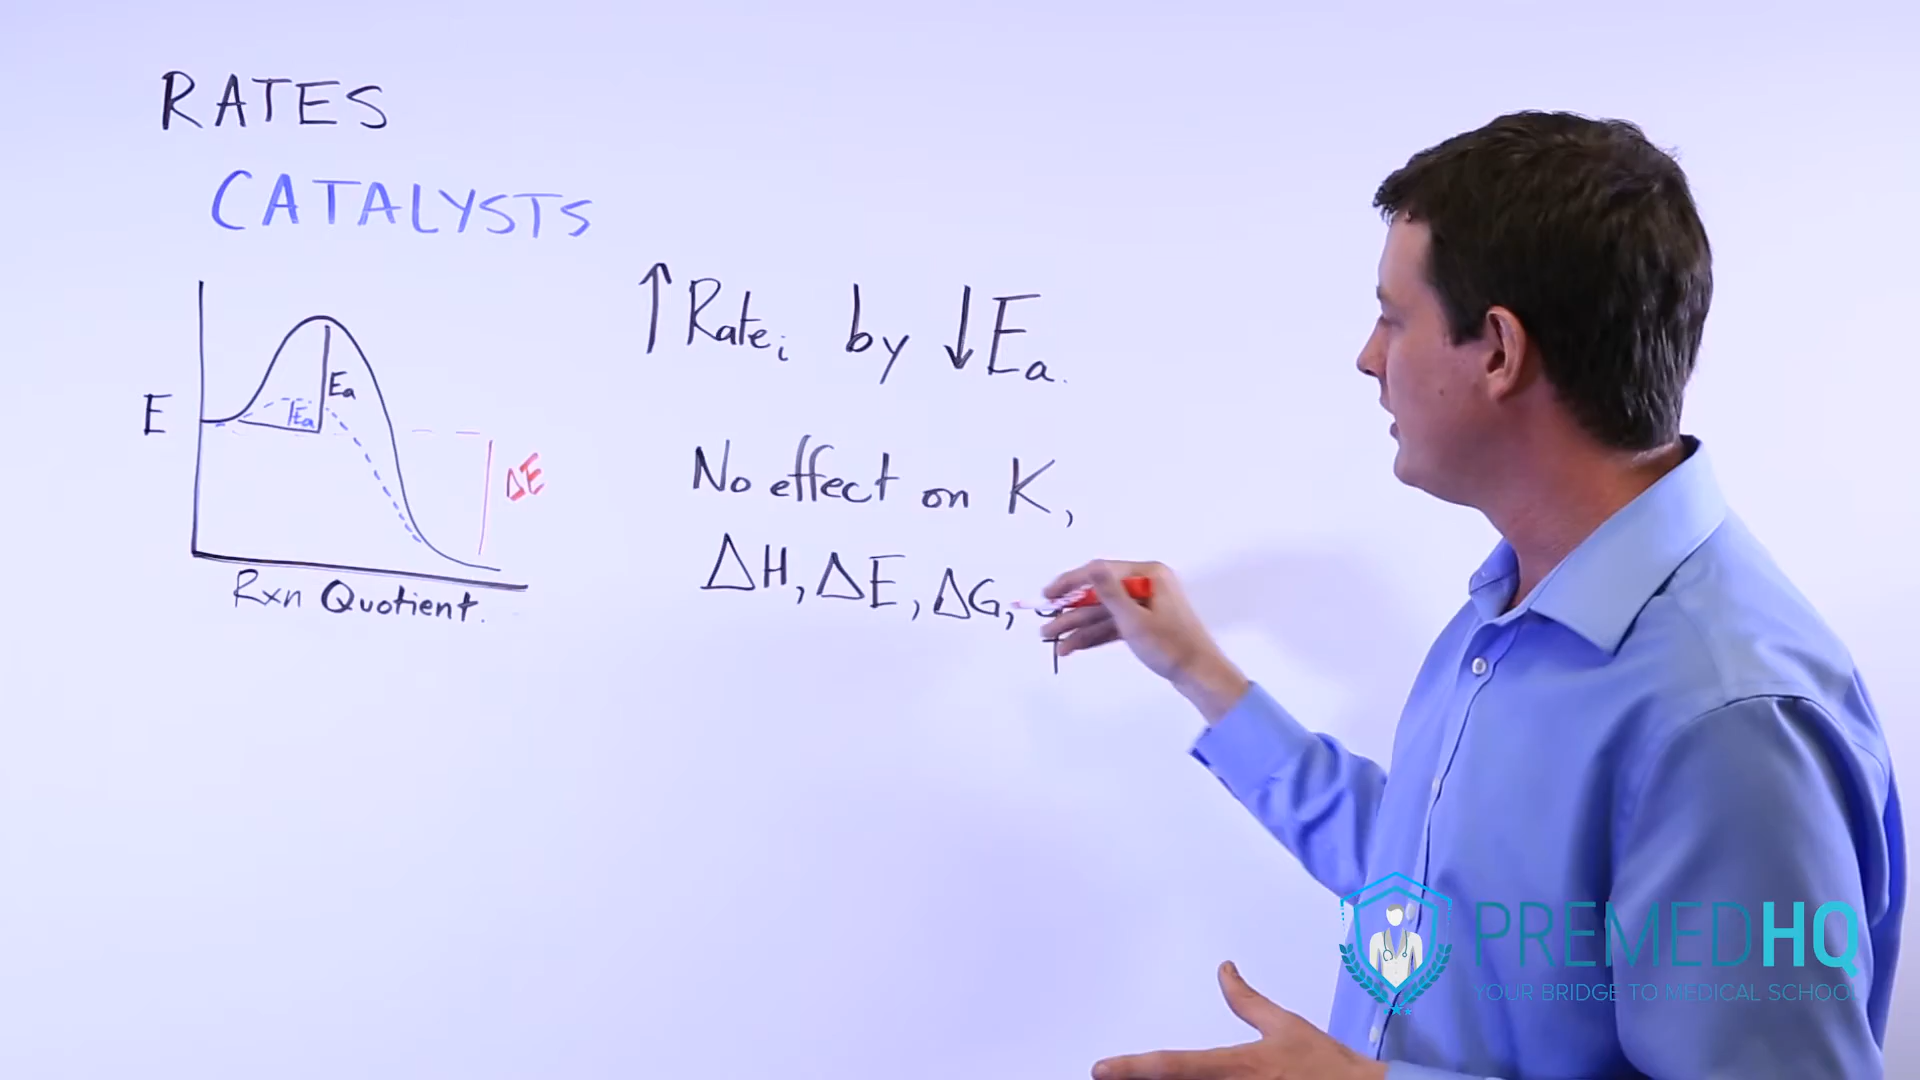 RATES
CATALYSTS
↑ Rate; by ↓ Ea.
E
Ea
Ea
ΔE
No effect on K,
ΔH, ΔE, ΔG,
Rxn Quotient.
PREMEDHQ
YOUR BRIDGE TO MEDICAL SCHOOL